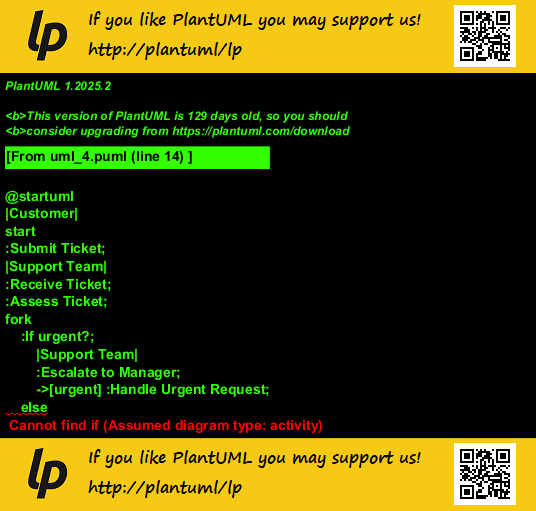 lp
If you like PlantUML you may support us!
http://plantuml/lp
PlantUML 1.2025.2
<b>This version of PlantUML is 129 days old, so you should
<b>consider upgrading from https://plantuml.com/download
[From uml_4.puml (line 14) ]
@startuml
|Customer|
start
:Submit Ticket;
|Support Team|
:Receive Ticket;
:Assess Ticket;
fork
:If urgent?;
|Support Team|
:Escalate to Manager;
->[urgent] :Handle Urgent Request;
else
Cannot find if (Assumed diagram type: activity)
lp
If you like PlantUML you may support us!
http://plantuml/lp